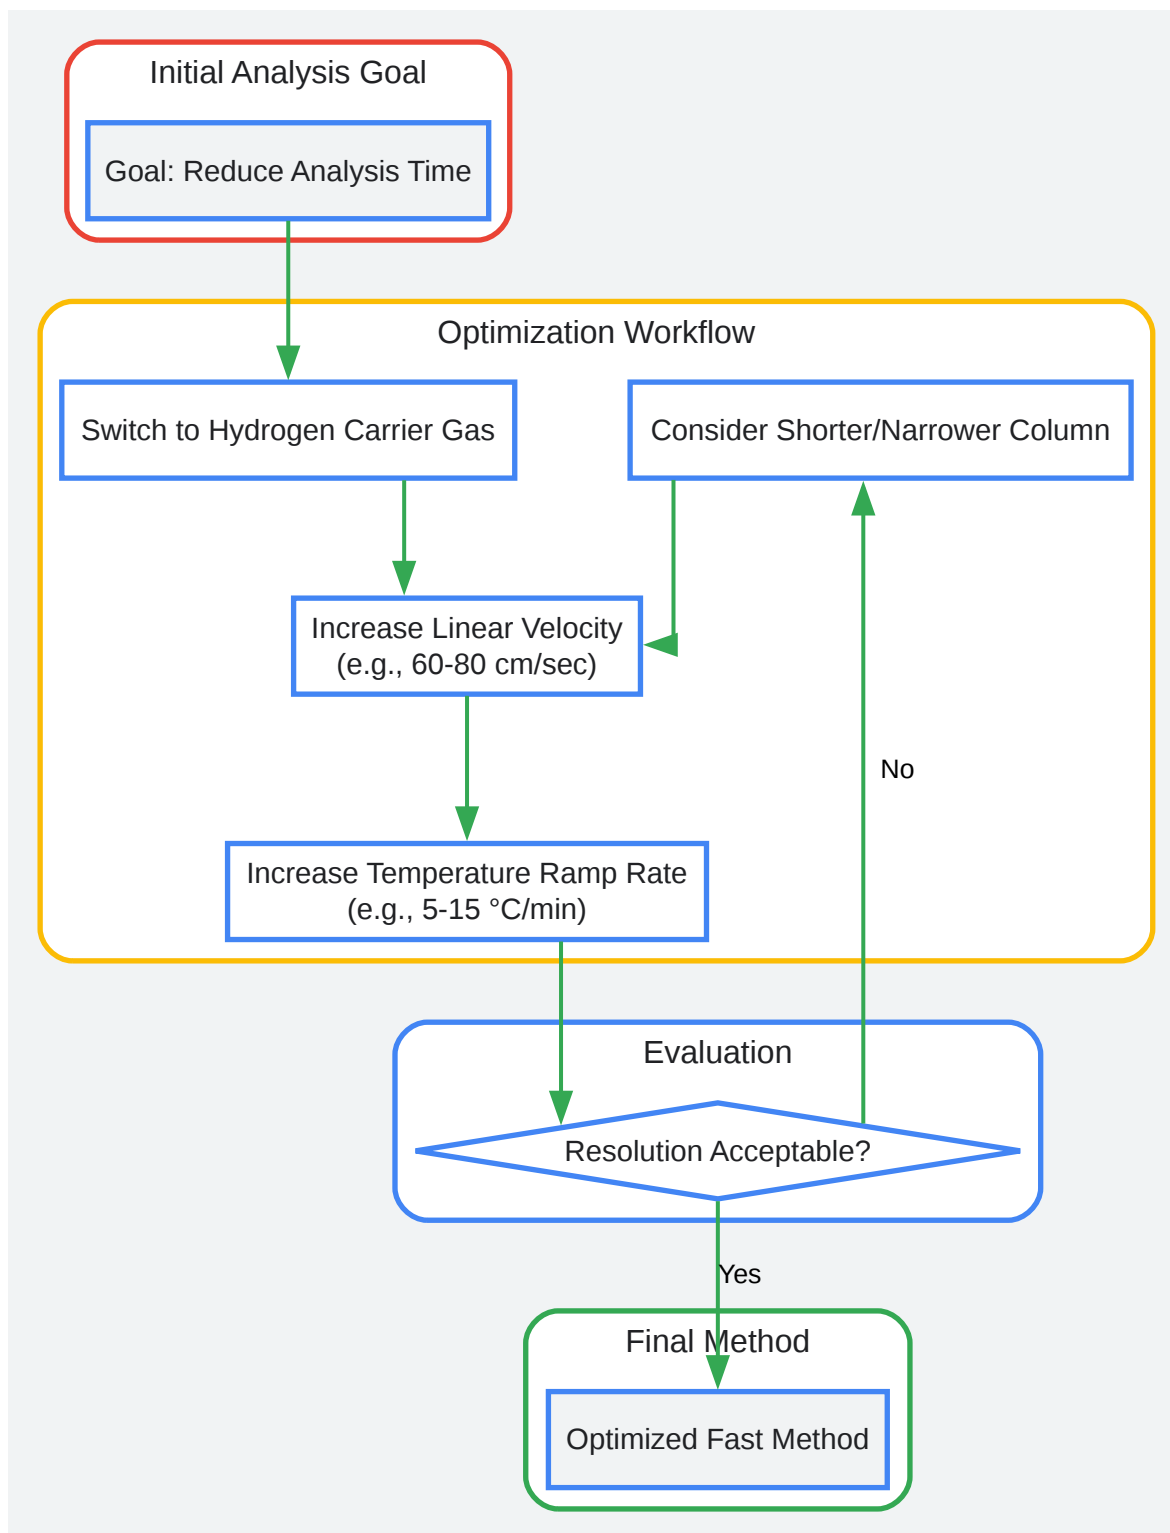 Initial Analysis Goal
Goal: Reduce Analysis Time
Optimization Workflow
Switch to Hydrogen Carrier Gas
Consider Shorter/Narrower Column
Increase Linear Velocity
(e.g., 60-80 cm/sec)
No
Increase Temperature Ramp Rate
(e.g., 5-15 °C/min)
Evaluation
Resolution Acceptable?
Yes
Final Method
Optimized Fast Method